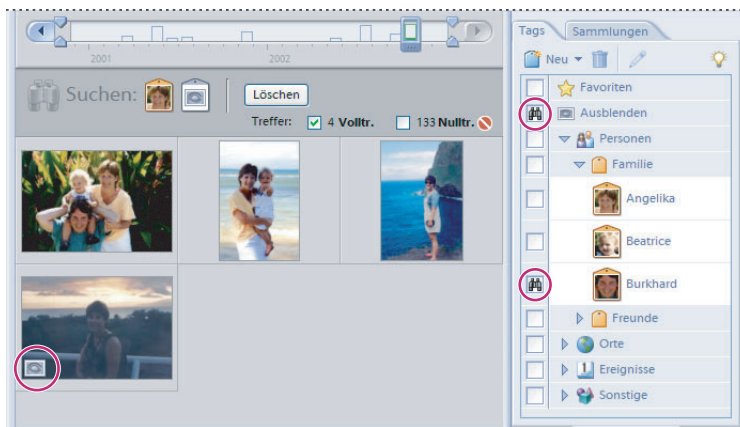 2001 2002
Suchen: Löschen
Treffer: 4 Volltr. 133 Nulltr.
Tags Sammlungen
Neu
Favoriten
Ausblenden
Personen
Familie
Angelika
Beatrice
Burkhard
Freunde
Orte
1 Ereignisse
Sonstige